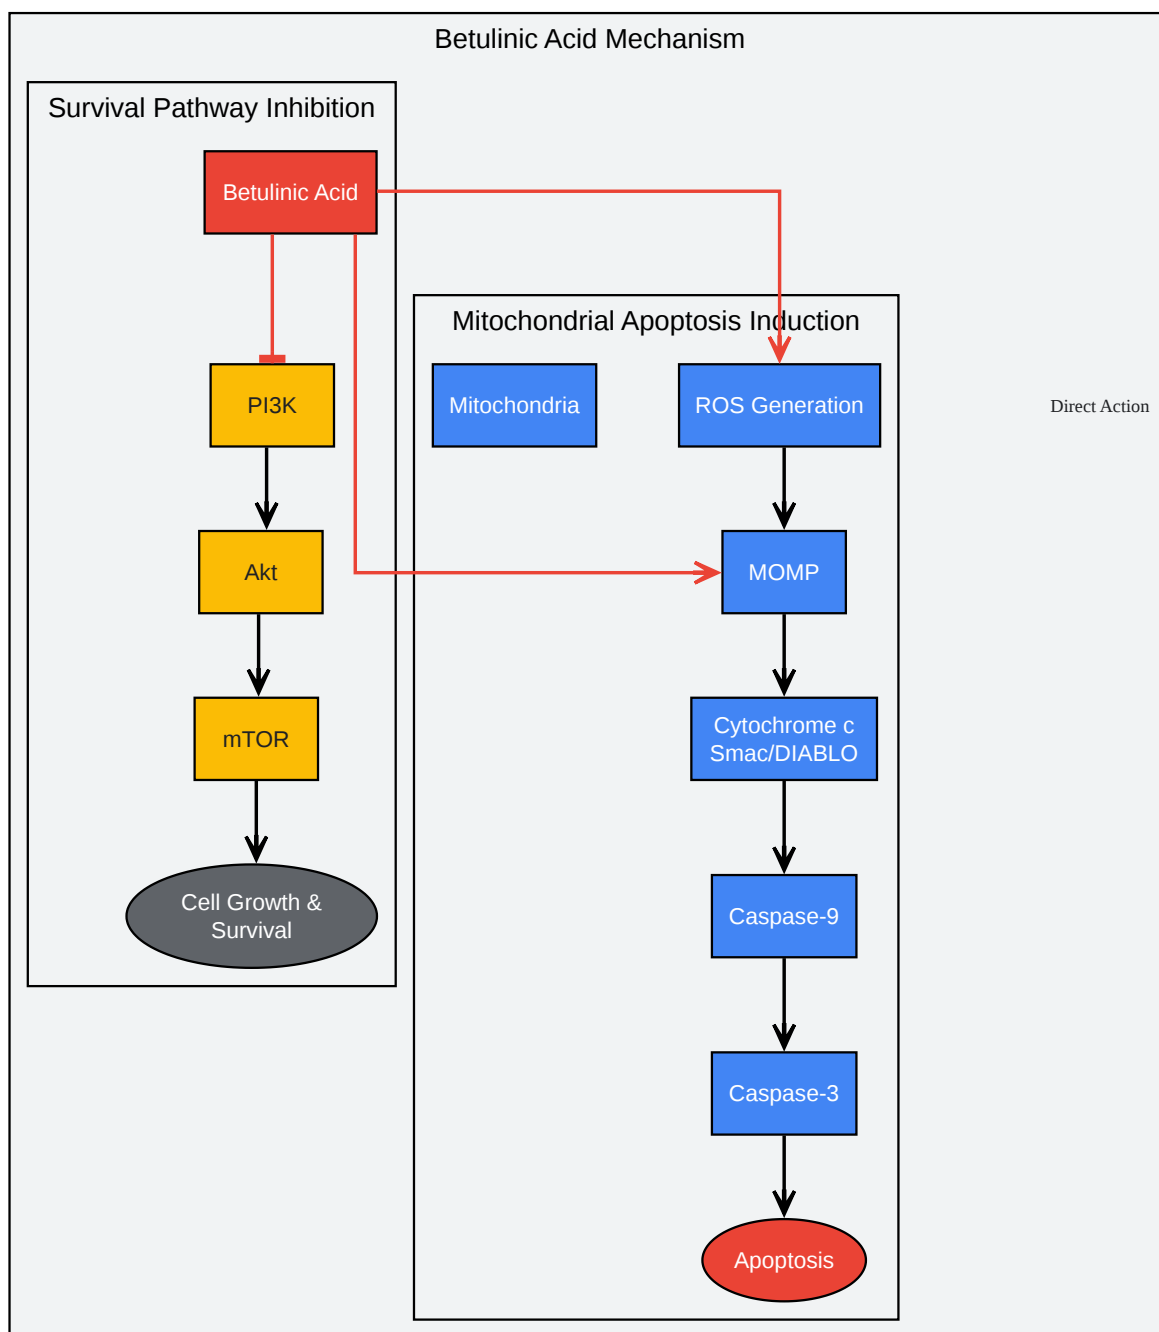 Betulinic Acid Mechanism
Survival Pathway Inhibition
Betulinic Acid
PI3K
Akt
mTOR
Cell Growth &
Survival
Mitochondrial Apoptosis Induction
Mitochondria
ROS Generation
MOMP
Cytochrome c
Smac/DIABLO
Caspase-9
Caspase-3
Apoptosis
Direct Action